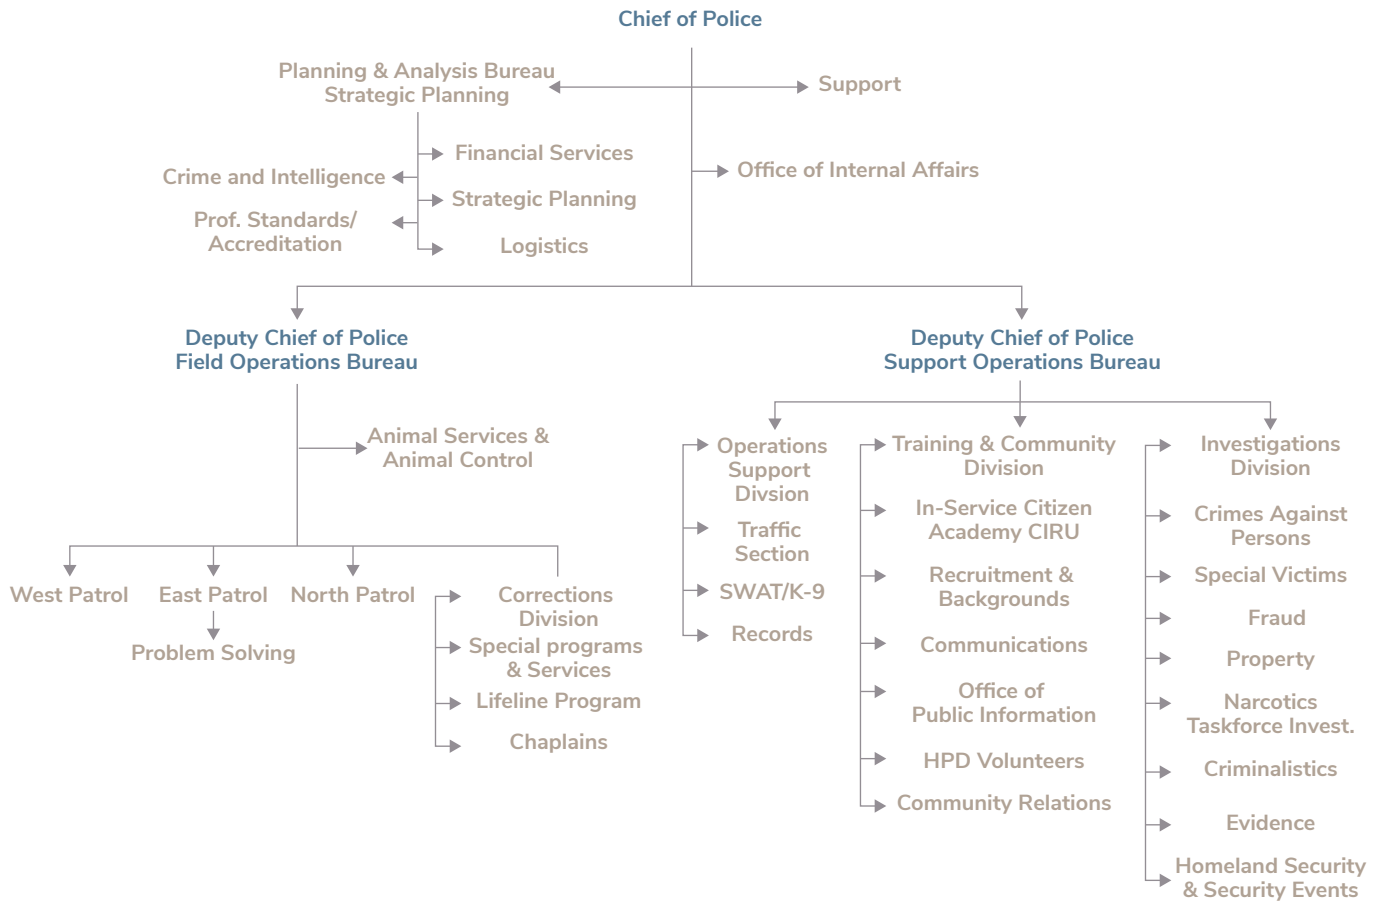 Chief of Police
Planning & Analysis Bureau
Strategic Planning
Support
Financial Services
Crime and Intelligence
Office of Internal Affairs
Strategic Planning
Prof. Standards/
Accreditation
Logistics
Deputy Chief of Police
Field Operations Bureau
Deputy Chief of Police
Support Operations Bureau
Animal Services &
Animal Control
West Patrol
East Patrol
North Patrol
Problem Solving
Corrections
Division
Special programs
& Services
Lifeline Program
Chaplains
Operations
Support
Divsion
Traffic
Section
SWAT/K-9
Records
Training & Community
Division
In-Service Citizen
Academy CIRU
Recruitment &
Backgrounds
Communications
Office of
Public Information
HPD Volunteers
Community Relations
Investigations
Division
Crimes Against
Persons
Special Victims
Fraud
Property
Narcotics
Taskforce Invest.
Criminalistics
Evidence
Homeland Security
& Security Events